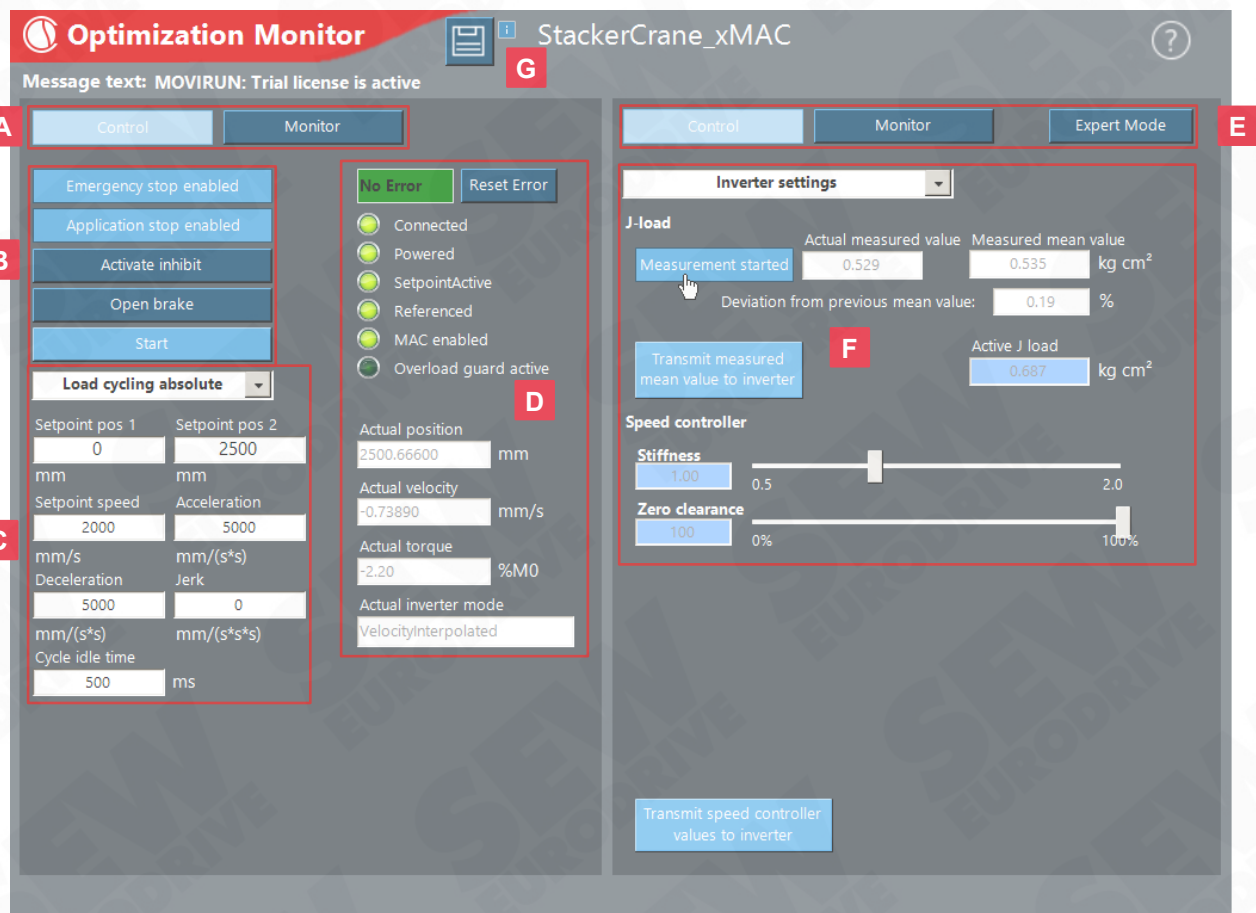 Optimization Monitor
i
StackerCrane_xMAC
?
G
Message text: MOVIRUN: Trial license is active
A
Control
Monitor
Emergency stop enabled
Application stop enabled
B
Activate inhibit
Open brake
Start
Load cycling absolute
Setpoint pos 1
Setpoint pos 2
0
2500
mm
mm
Setpoint speed
Acceleration
C
2000
5000
mm/s
mm/(s*s)
Deceleration
Jerk
5000
0
mm/(s*s)
mm/(s*s*s)
Cycle idle time
500
ms
No Error
Reset Error
Connected
Powered
SetpointActive
Referenced
MAC enabled
Overload guard active
D
Actual position
2500.66600
mm
Actual velocity
-0.73890
mm/s
Actual torque
-2.20
%M0
Actual inverter mode
VelocityInterpolated
Control
Monitor
Expert Mode
E
Inverter settings
J-load
Actual measured value
Measured mean value
Measurement started
0.529
0.535
kg cm²
Deviation from previous mean value:
0.19
%
F
Transmit measured
mean value to inverter
Active J load
0.687
kg cm²
Speed controller
Stiffness
1.00
0.5
2.0
Zero clearance
100
0%
100%
Transmit speed controller
values to inverter
SEW
EURODRIVE